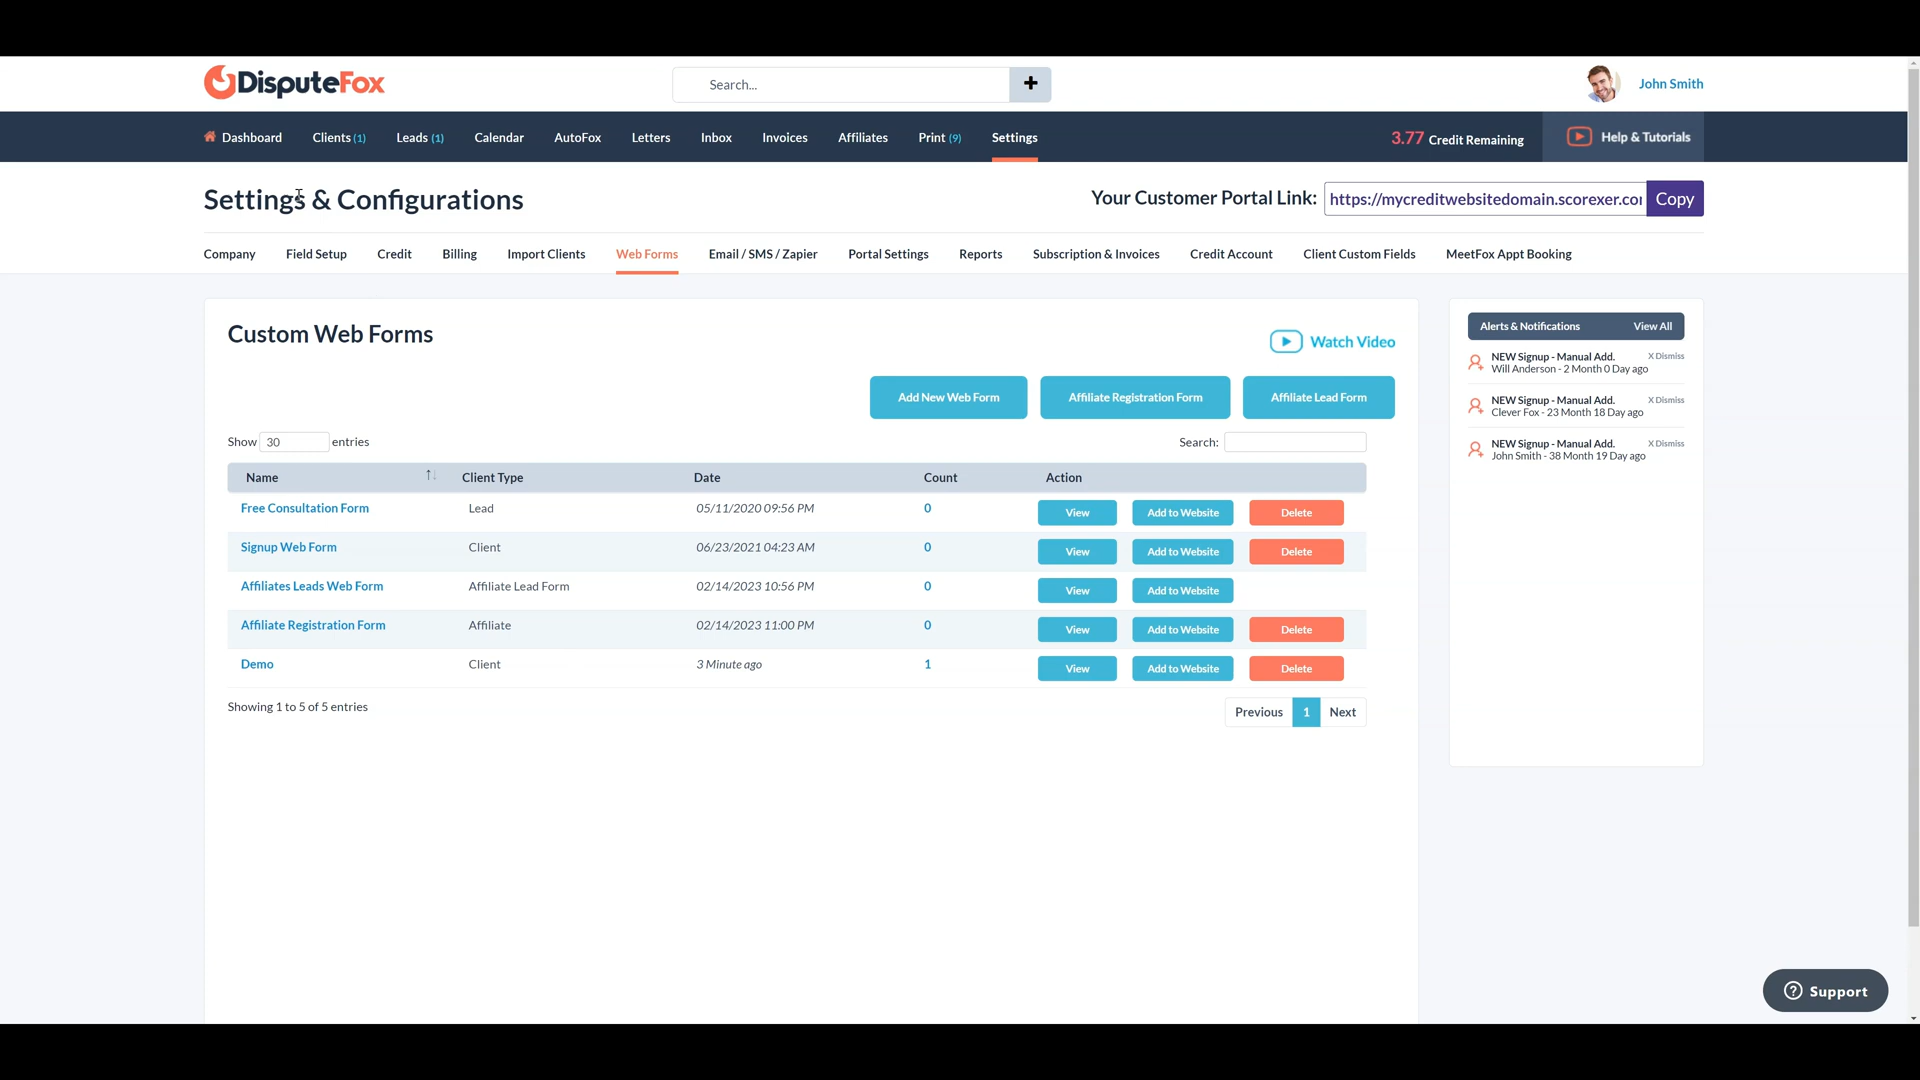 DisputeFox
Search...
+
John Smith
Dashboard Clients (1) Leads (1) Calendar AutoFox Letters Inbox Invoices Affiliates Print (9) Settings 3.77 Credit Remaining Help & Tutorials
Settings & Configurations
Your Customer Portal Link: https://mycreditwebsitedomain.scorexer.co Copy
Company Field Setup Credit Billing Import Clients Web Forms Email / SMS / Zapier Portal Settings Reports Subscription & Invoices Credit Account Client Custom Fields MeetFox Appt Booking
Custom Web Forms
Watch Video
Add New Web Form Affiliate Registration Form Affiliate Lead Form
Show 30 entries
Search:
Name Client Type Date Count Action
Free Consultation Form Lead 05/11/2020 09:56 PM 0 View Add to Website Delete
Signup Web Form Client 06/23/2021 04:23 AM 0 View Add to Website Delete
Affiliates Leads Web Form Affiliate Lead Form 02/14/2023 10:56 PM 0 View Add to Website
Affiliate Registration Form Affiliate 02/14/2023 11:00 PM 0 View Add to Website Delete
Demo Client 3 Minute ago 1 View Add to Website Delete
Showing 1 to 5 of 5 entries
Previous 1 Next
Alerts & Notifications View All
NEW Signup - Manual Add. X Dismiss
Will Anderson - 2 Month 0 Day ago
NEW Signup - Manual Add. X Dismiss
Clever Fox - 23 Month 18 Day ago
NEW Signup - Manual Add. X Dismiss
John Smith - 38 Month 19 Day ago
Support